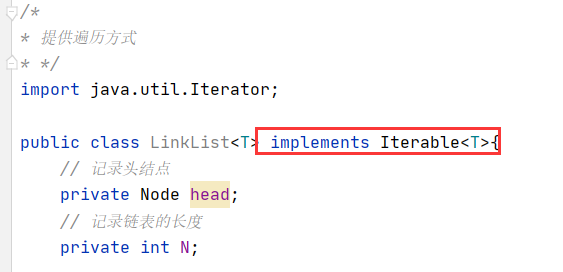 /*
* 提供遍历方式
* */
import java.util.Iterator;
public class LinkList<T> implements Iterable<T>{
// 记录头结点
private Node head;
// 记录链表的长度
private int N;